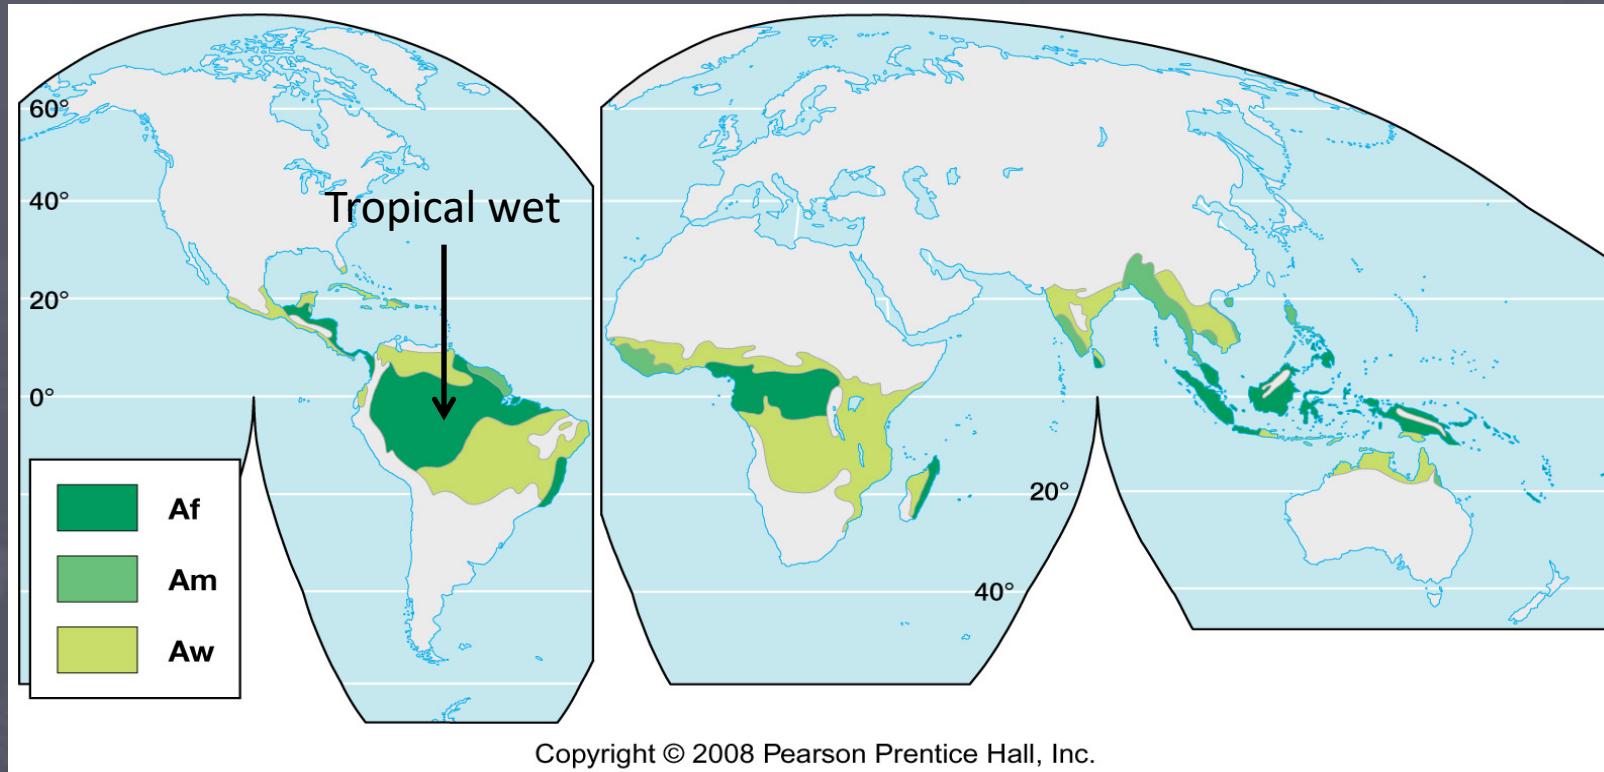 60°
40°
Tropical wet
20°
0°
20°
40°
Af
Am
Aw
Copyright © 2008 Pearson Prentice Hall, Inc.